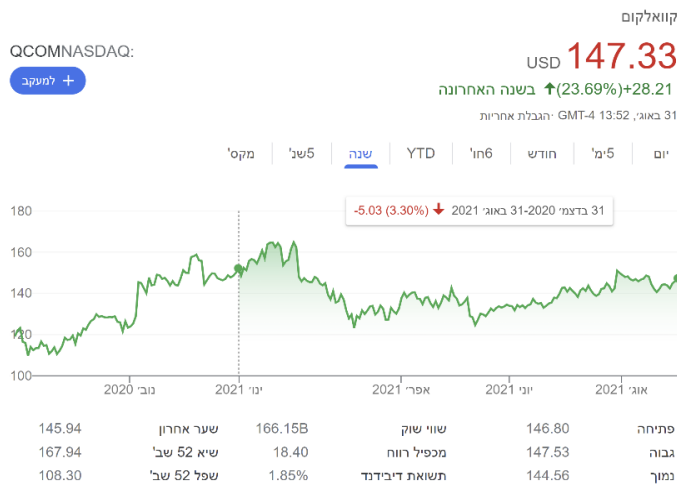 קוואלקום
147.33 USD
QCOMNASDAQ:
+ למעקב
+28.21(23.69%)⬆ בשנה האחרונה
31 באוג׳, 13:52 GMT-4 ·הגבלת אחריות
יום 5ימ' חודש 6חו' YTD שנה 5שנ' מקס'
31 בדצמ׳ 2020-31 באוג׳ 2021 ⬇ -5.03 (3.30%)
180
160
140
120
100
נוב׳ 2020 ינו׳ 2021 אפר׳ 2021 יוני 2021 אוג׳ 2021
פתיחה 146.80 שווי שוק 166.15B שער אחרון 145.94
גבוה 147.53 מכפיל רווח 18.40 שיא 52 שב' 167.94
נמוך 144.56 תשואת דיבידנד 1.85% שפל 52 שב' 108.30